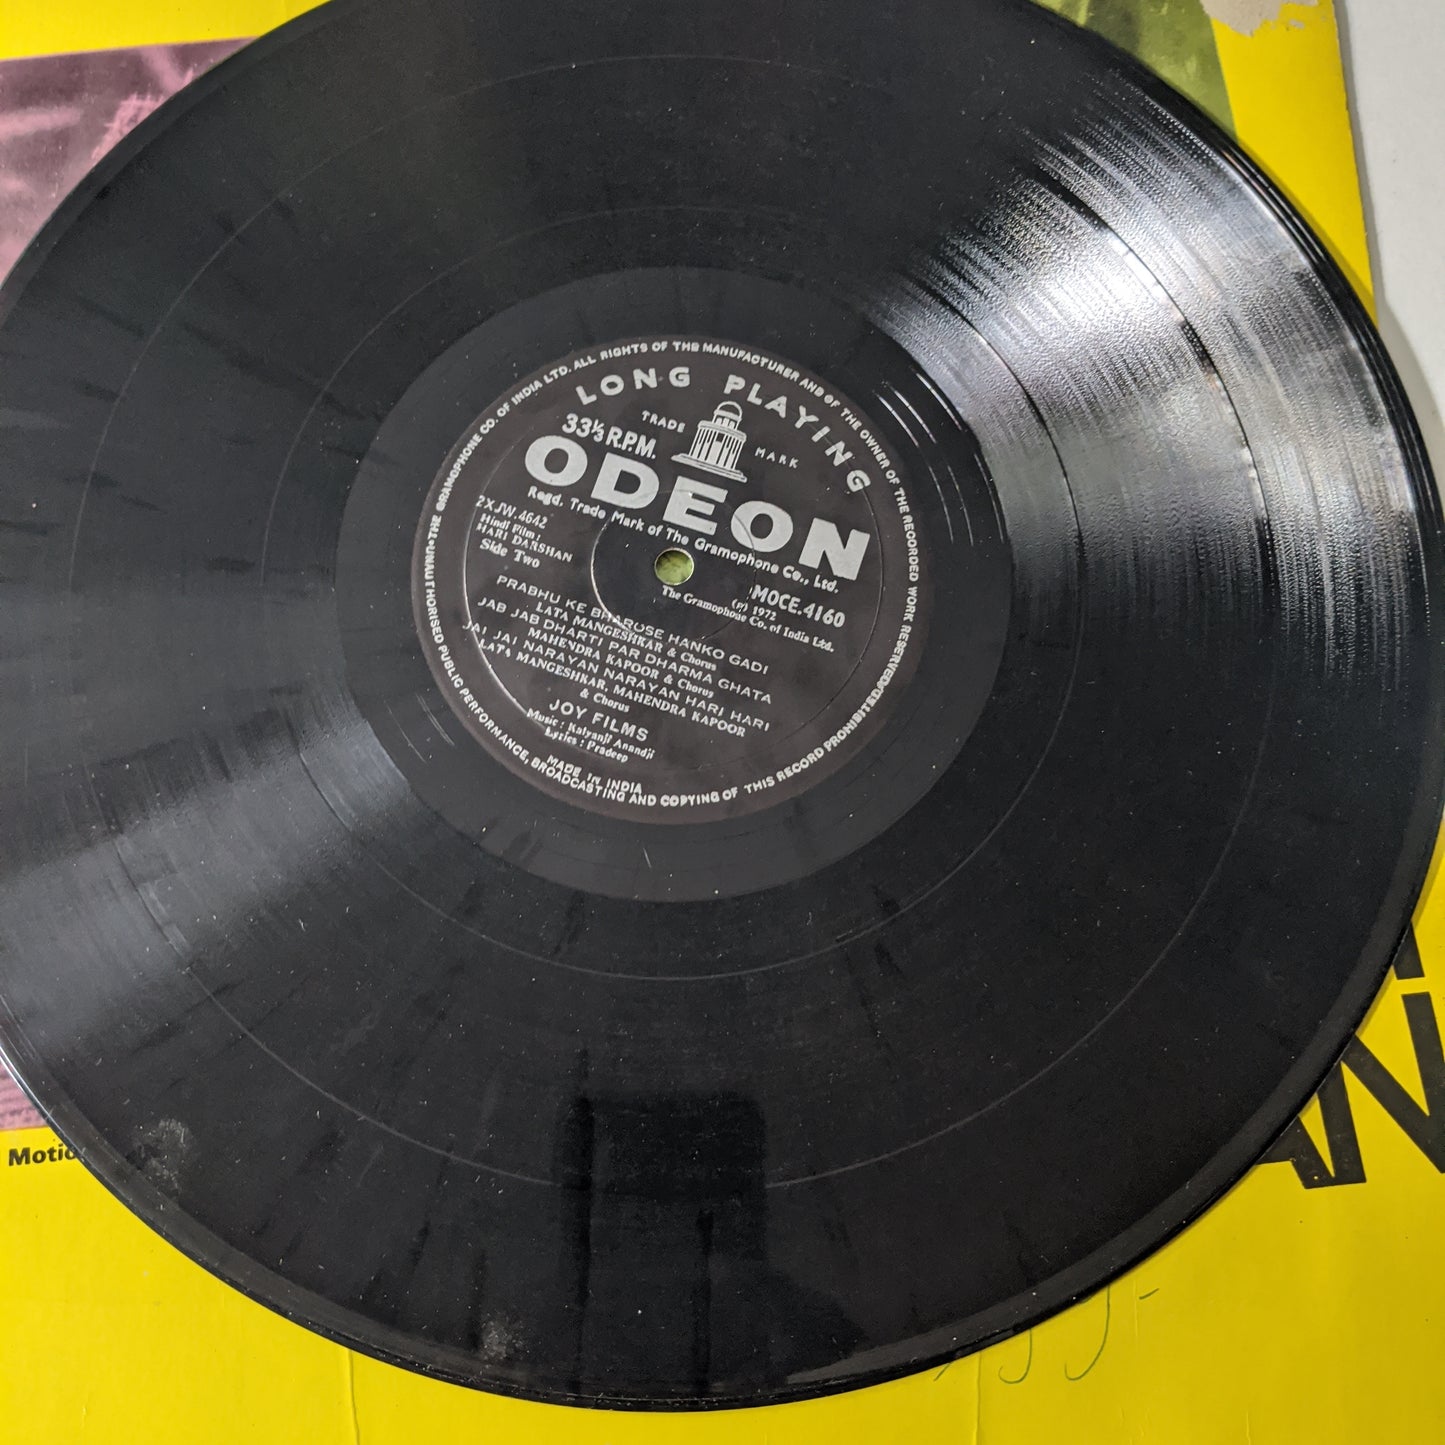 UNAUTHORISED PUBLIC PERFORMANCE, BROADCASTING AND COPYING OF THIS RECORD PROHIBITED
THE GRAMOPHONE CO. OF INDIA LTD. ALL RIGHTS OF THE MANUFACTURER AND OF THE OWNER OF THE RECORDED WORK RESERVED
LONG PLAYING
TRADE MARK
33⅓ R.P.M.
ODEON
Regd. Trade Mark of The Gramophone Co., Ltd.
2XJW.4642
Hindi Film:
HARI DARSHAN
Side Two
MOCE.4160
(P) 1972
The Gramophone Co. of India Ltd.
PRABHU KE BHAROSE HANKO GADI
LATA MANGESHKAR & Chorus
JAB JAB DHARTI PAR DHARMA GHATA
MAHENDRA KAPOOR & Chorus
JAI JAI NARAYAN NARAYAN HARI HARI
LATA MANGESHKAR, MAHENDRA KAPOOR
& Chorus
JOY FILMS
Music : Kalyanji Anandji
Lyrics : Pradeep
MADE IN INDIA
Motio
AN